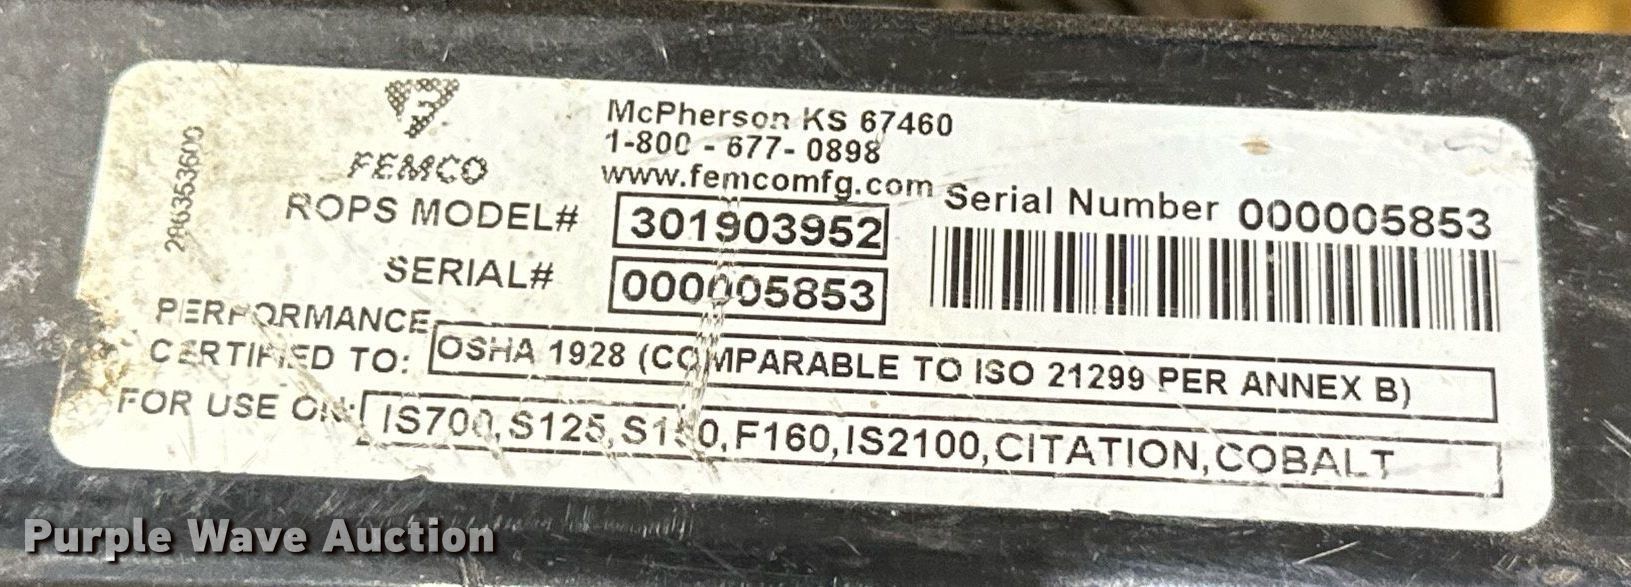 286353600
FEMCO
McPherson KS 67460
1-800-677-0898
www.femcomfg.com
ROPS MODEL# 301903952
SERIAL# 000005853
Serial Number 000005853
PERFORMANCE
CERTIFIED TO: OSHA 1928 (COMPARABLE TO ISO 21299 PER ANNEX B)
FOR USE ON: IS700,S125,S150,F160,IS2100,CITATION,COBALT
Purple Wave Auction